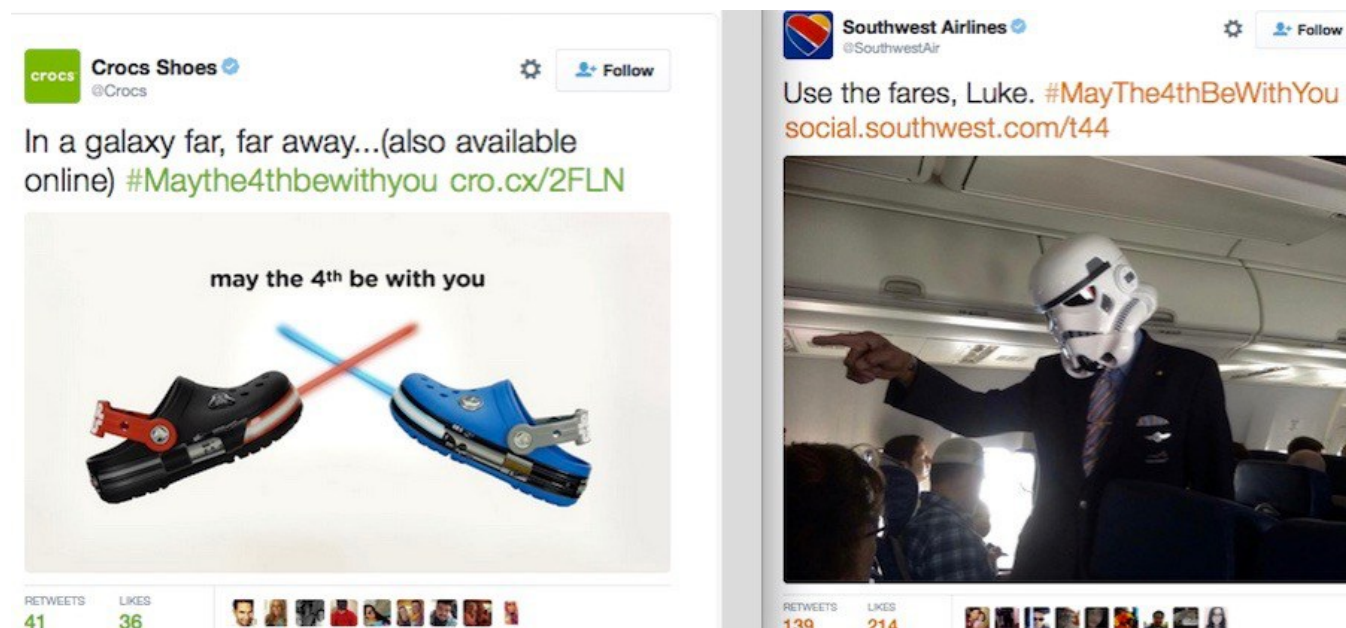 crocs
Crocs Shoes
@Crocs
Follow
In a galaxy far, far away...(also available
online) #Maythe4thbewithyou cro.cx/2FLN
may the 4th be with you
RETWEETS
LIKES
41
36
Southwest Airlines
@SouthwestAir
Follow
Use the fares, Luke. #MayThe4thBeWithYou
social.southwest.com/t44
RETWEETS
LIKES
139
214